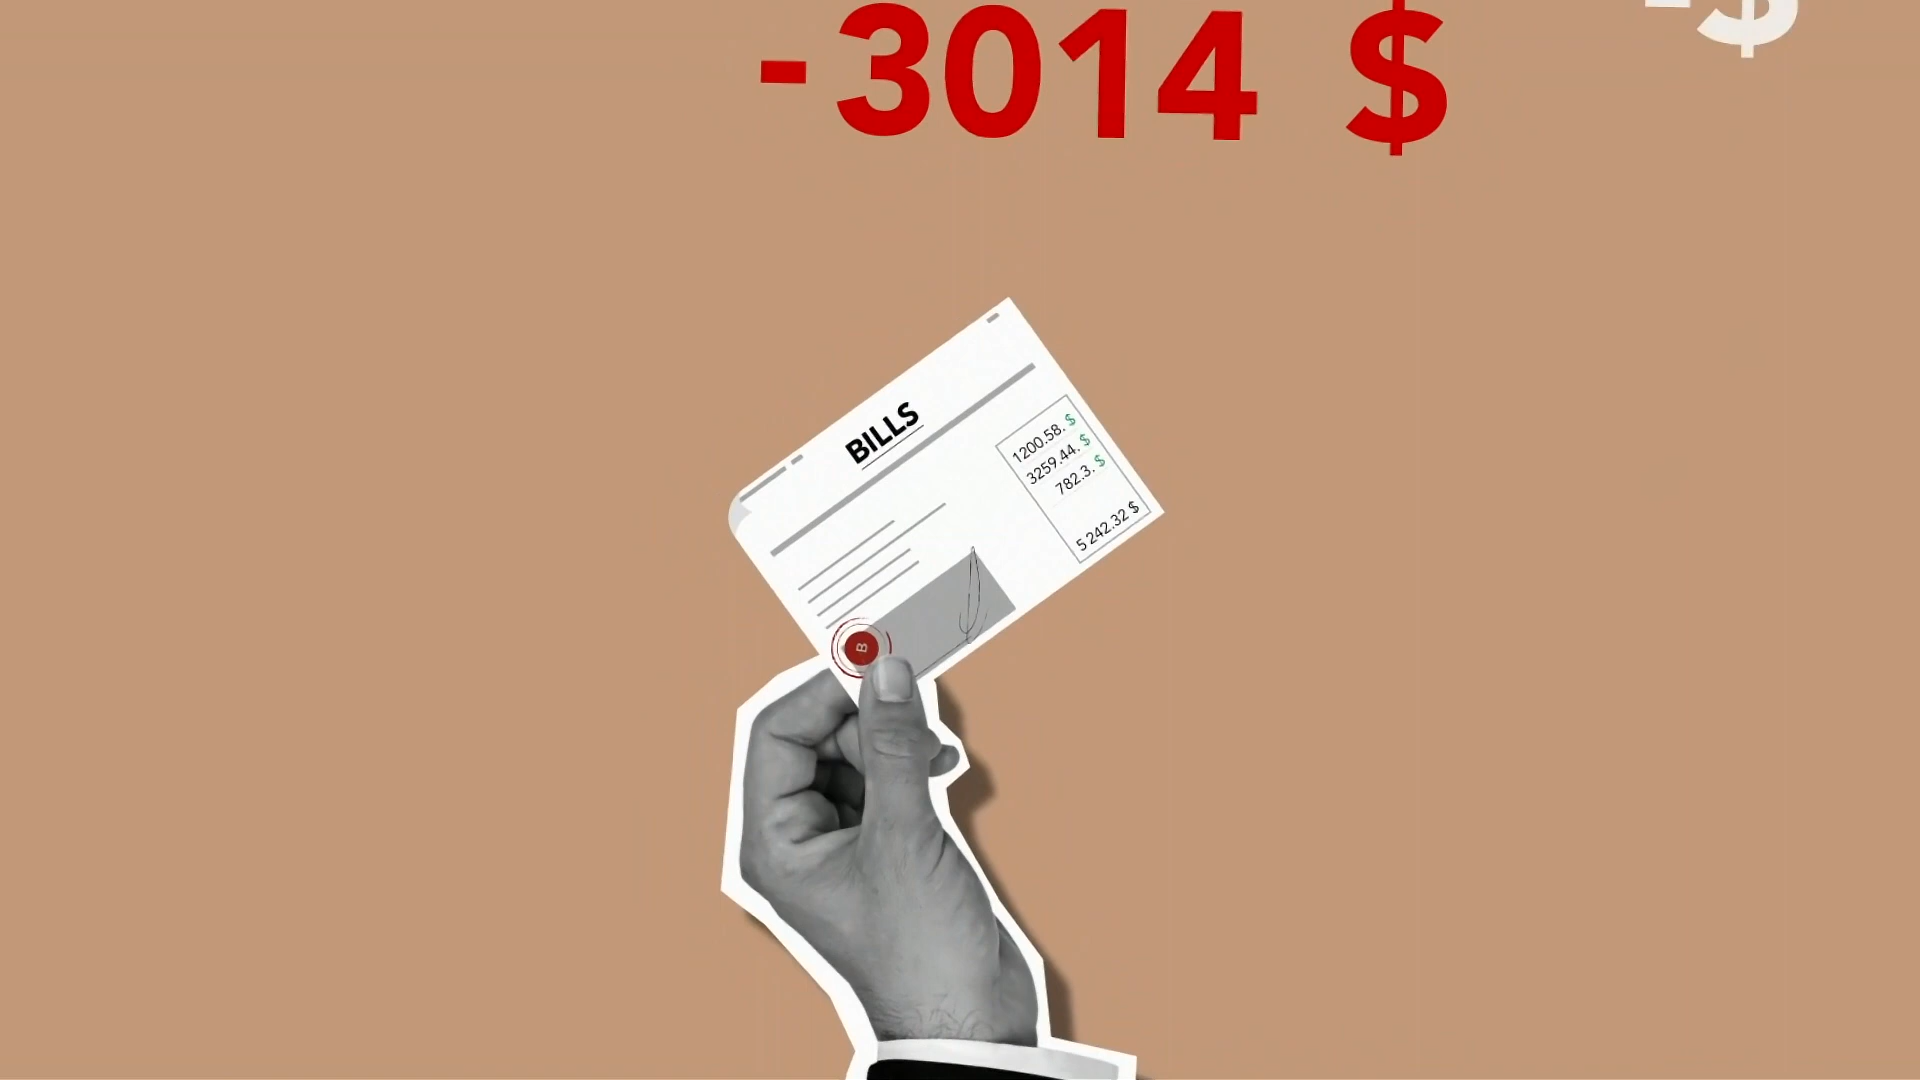 -3014 $
-$
BILLS
1200.58. $
3259.44. $
782.3. $
5 242.32 $
B